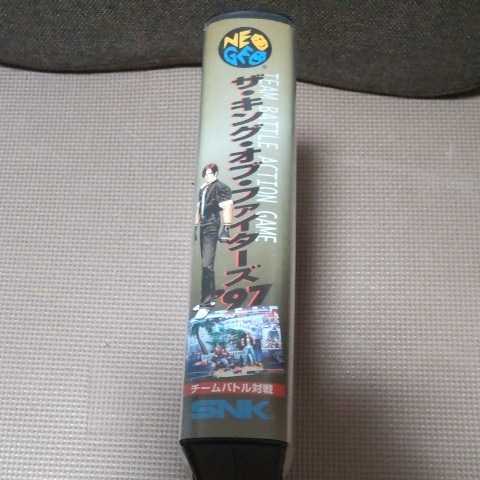 NEO
GEO
TEAM BATTLE ACTION GAME
ザ・キング・オブ・ファイターズ
'97
チームバトル対戦
SNK